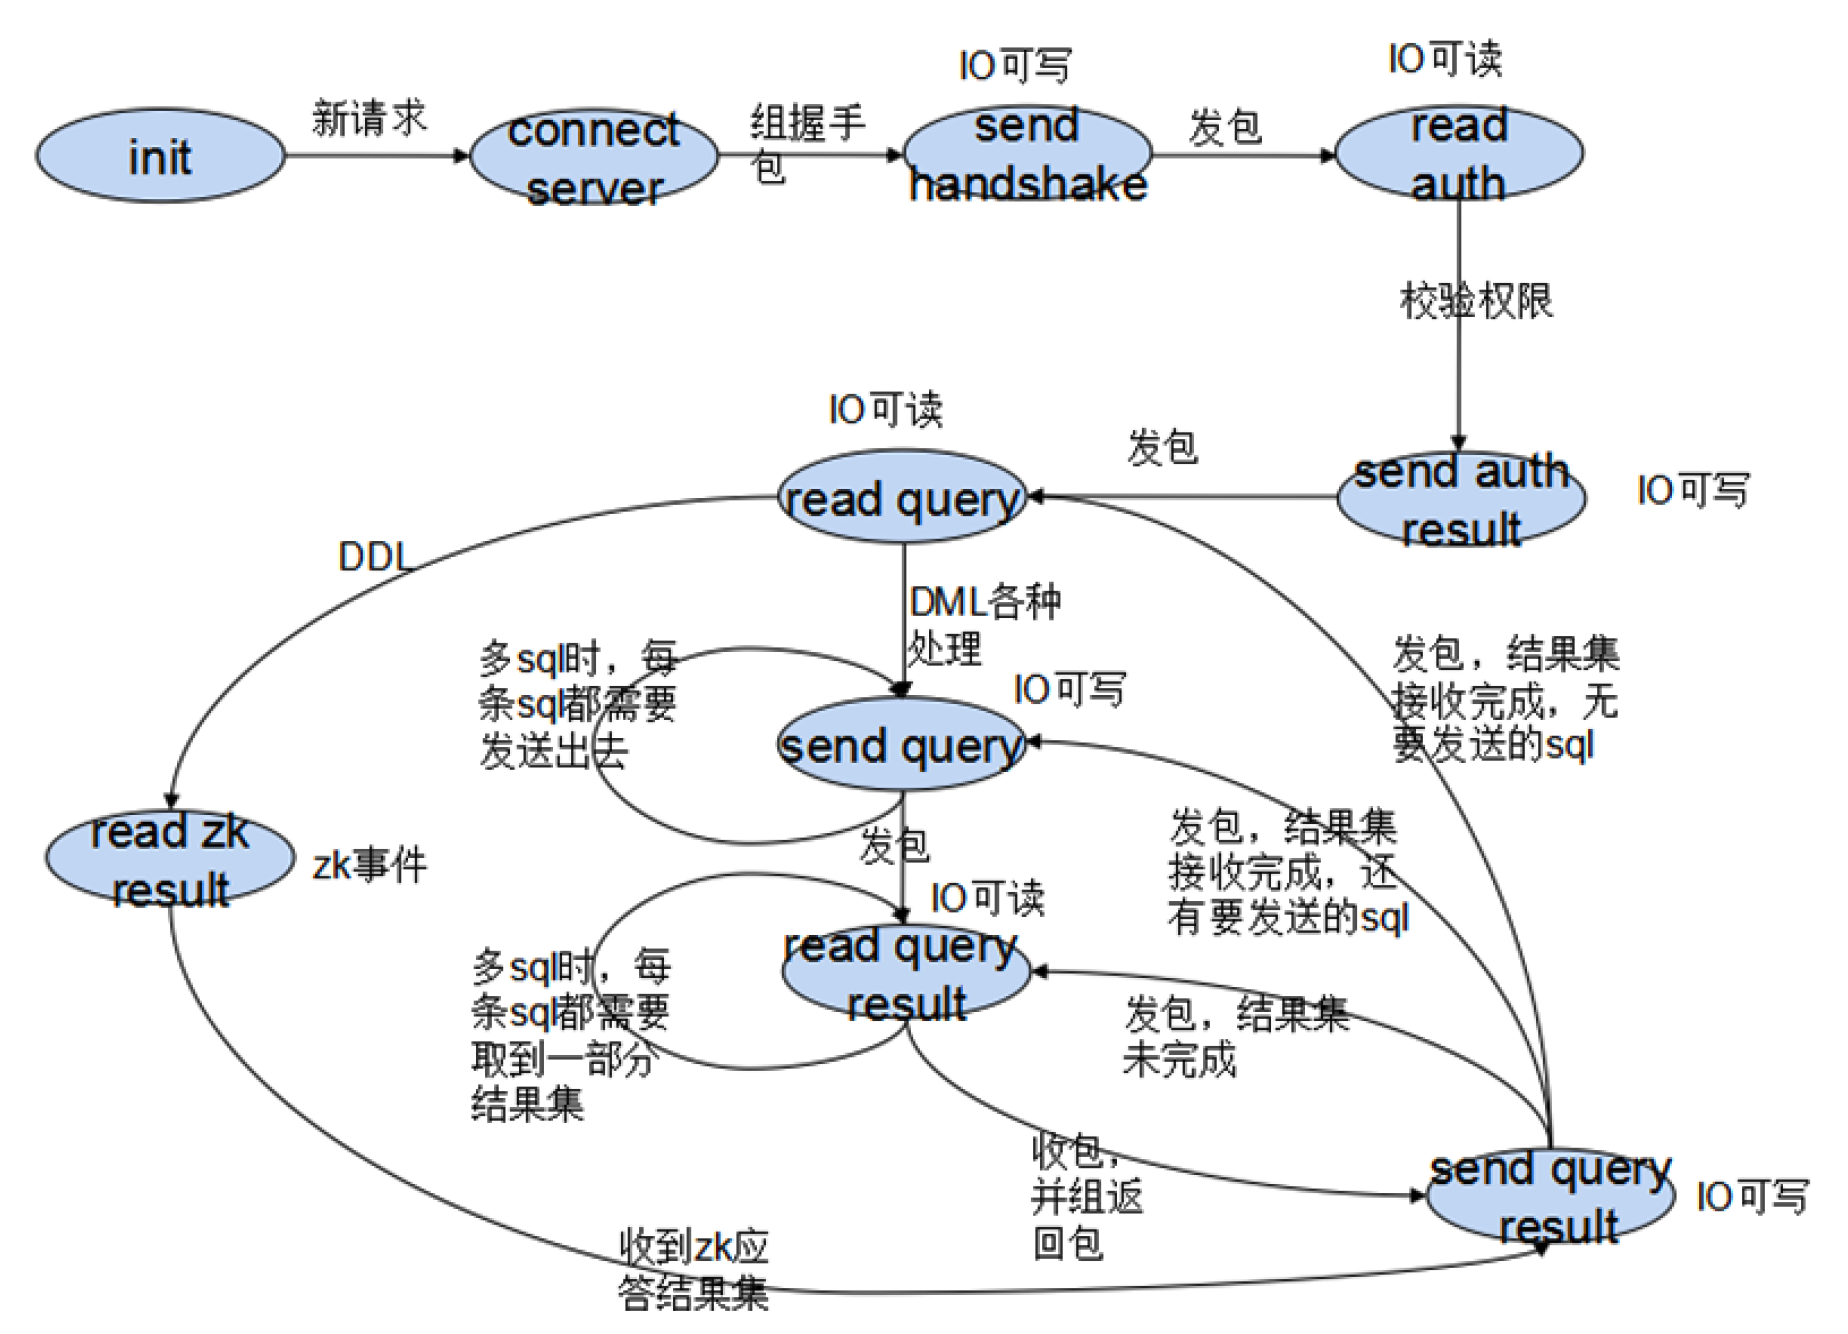 IO可写
IO可读
init
新请求
connect
server
组握手
包
send
handshake
发包
read
auth
校验权限
IO可读
发包
read query
send auth
result
IO可写
DDL
DML各种
处理
多sql时，每
条sql都需要
发送出去
IO可写
send query
发包，结果集
接收完成，无
要发送的sql
发包，结果集
接收完成，还
有要发送的sql
read zk
result
zk事件
发包
IO可读
read query
result
多sql时，每
条sql都需要
取到一部分
结果集
发包，结果集
未完成
收包，
并组返
回包
send query
result
IO可写
收到zk应
答结果集